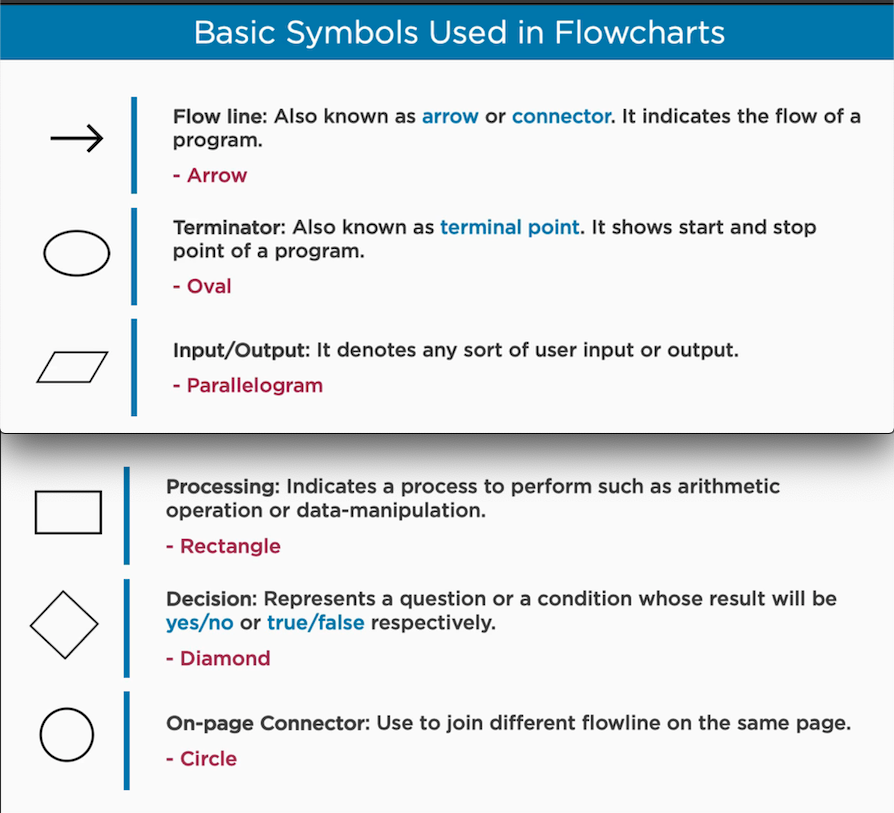 Basic Symbols Used in Flowcharts
Flow line: Also known as arrow or connector. It indicates the flow of a
program.
- Arrow
Terminator: Also known as terminal point. It shows start and stop
point of a program.
- Oval
Input/Output: It denotes any sort of user input or output.
- Parallelogram
Processing: Indicates a process to perform such as arithmetic
operation or data-manipulation.
- Rectangle
Decision: Represents a question or a condition whose result will be
yes/no or true/false respectively.
- Diamond
On-page Connector: Use to join different flowline on the same page.
- Circle